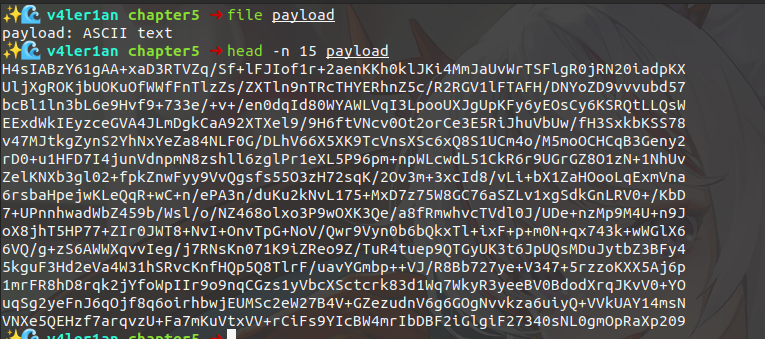 ✨🌊 v4ler1an chapter5 → file payload
payload: ASCII text
✨🌊 v4ler1an chapter5 → head -n 15 payload
H4sIABzY61gAA+xaD3RTVZq/Sf+lFJIof1r+2aenKKh0klJKi4MmJaUvWrTSFlgR0jRN20iadpKX
UljXgROKjbUOKuOfWWfFnTlzZs/ZXTln9nTRcTHYERhnZ5c/R2RGV1lFTAFH/DNYoZD9vvvubd57
bcBl1ln3bL6e9Hvf9+733e/+v+/en0dqId80WYAWLVqI3LpooUXJgUpKFy6yEOsCy6KSRQtLLQsW
EExdWkIEyzceGVA4JLmDgkCaA92XTXel9/9H6ftVNcv0Ot2orCe3E5RiJhuVbUw/fH3SxkbKSS78
v47MJtkgZynS2YhNxYeZa84NLF0G/DLhV66X5XK9TcVnsXSc6xQ8S1UCm4o/M5moOCHCqB3Geny2
rD0+u1HFD7I4junVdnpmN8zshll6zglPr1eXL5P96pm+npWLcwdL51CkR6r9UGrGZ8O1zN+1NhUv
ZelKNXb3gl02+fpkZnwFyy9VvQgsfs55O3zH72sqK/2Ov3m+3xcId8/vLi+bX1ZaHOooLqExmVna
6rsbaHpejwKLeQqR+wC+n/ePA3n/duKu2kNvL175+MxD7z75W8GC76aSZLv1xgSdkGnLRV0+/KbD
7+UPnnhwadWbZ459b/Wsl/o/NZ468olxo3P9wOXK3Qe/a8fRmwhvcTVdl0J/UDe+nzMp9M4U+n9J
oX8jhT5HP77+ZIr0JWT8+NvI+OnvTpG+NoV/Qwr9Vyn0b6bQkxTl+ixF+p+m0N+qx743k+wWGlX6
6VQ/g+zS6AWWXqvvIeg/j7RNsKn071K9iZReo9Z/TuR4tuep9QTGyUK3t6JpUQsMDuJytbZ3BFy4
5kguF3Hd2eVa4W31hSRvcKnfHQp5Q8TlrF/uavYGmbp++VJ/R8Bb727ye+V347+5rzzoKXX5Aj6p
1mrFRR8hD8rqk2jYfoWpIIr9o9nqCGzs1yVbcXSctcrk83d1Wq7WkyR3yeeBV0BdodXrqJKvV0+YO
uqSg2yeFnJ6qOjf8q6oirhbwjEUMSc2eW27B4V+GZezudnV6g6GOgNvvkza6uiyQ+VVkUAY14msN
VNXe5QEHzf7arqvzU+Fa7mKuVtxVV+rCiFs9YIcBW4mrIbDBF2iGlgiF27340sNL0gmOpRaXp209